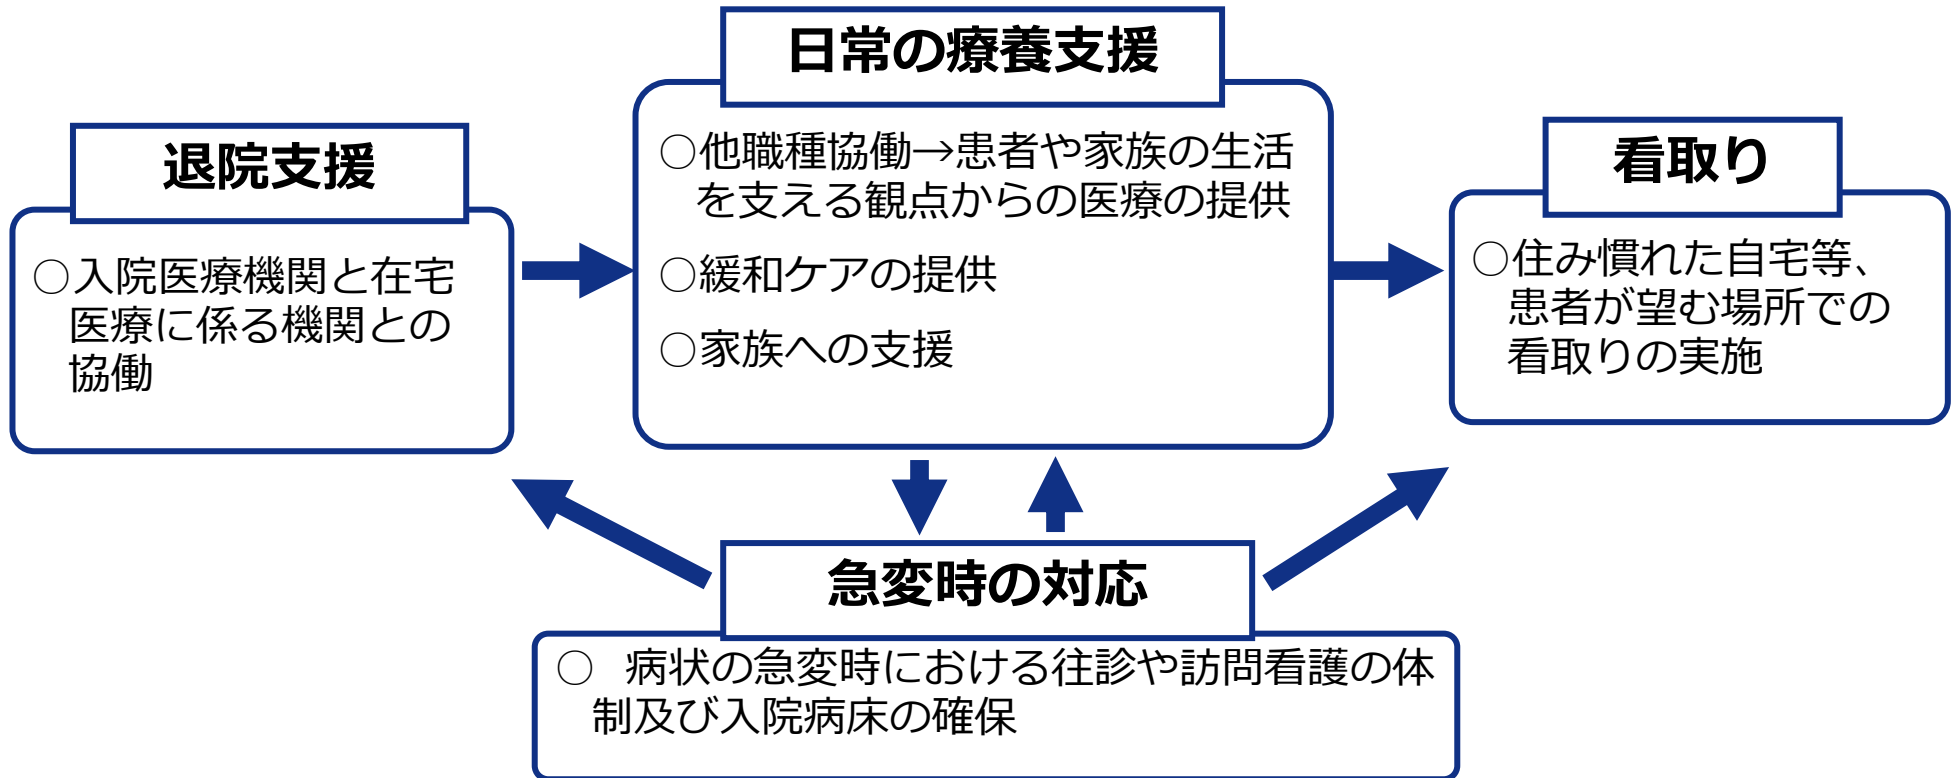 日常の療養支援
○他職種協働→患者や家族の生活
を支える観点からの医療の提供
○緩和ケアの提供
○家族への支援
退院支援
○入院医療機関と在宅
医療に係る機関との
協働
看取り
○住み慣れた自宅等、
患者が望む場所での
看取りの実施
急変時の対応
○ 病状の急変時における往診や訪問看護の体
制及び入院病床の確保